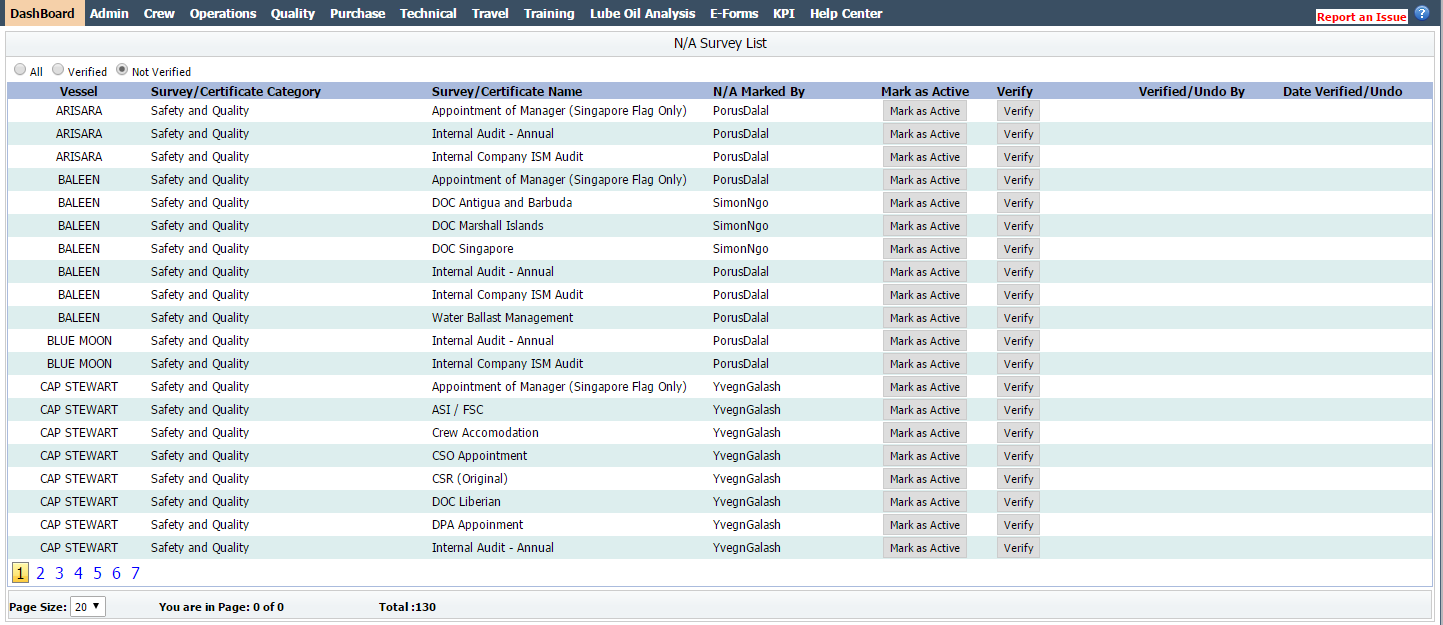 DashBoard Admin Crew Operations Quality Purchase Technical Travel Training Lube Oil Analysis E-Forms KPI Help Center Report an Issue ?
N/A Survey List
All Verified Not Verified
Vessel Survey/Certificate Category Survey/Certificate Name N/A Marked By Mark as Active Verify Verified/Undo By Date Verified/Undo
ARISARA Safety and Quality Appointment of Manager (Singapore Flag Only) PorusDalal Mark as Active Verify
ARISARA Safety and Quality Internal Audit - Annual PorusDalal Mark as Active Verify
ARISARA Safety and Quality Internal Company ISM Audit PorusDalal Mark as Active Verify
BALEEN Safety and Quality Appointment of Manager (Singapore Flag Only) PorusDalal Mark as Active Verify
BALEEN Safety and Quality DOC Antigua and Barbuda SimonNgo Mark as Active Verify
BALEEN Safety and Quality DOC Marshall Islands SimonNgo Mark as Active Verify
BALEEN Safety and Quality DOC Singapore SimonNgo Mark as Active Verify
BALEEN Safety and Quality Internal Audit - Annual PorusDalal Mark as Active Verify
BALEEN Safety and Quality Internal Company ISM Audit PorusDalal Mark as Active Verify
BALEEN Safety and Quality Water Ballast Management PorusDalal Mark as Active Verify
BLUE MOON Safety and Quality Internal Audit - Annual PorusDalal Mark as Active Verify
BLUE MOON Safety and Quality Internal Company ISM Audit PorusDalal Mark as Active Verify
CAP STEWART Safety and Quality Appointment of Manager (Singapore Flag Only) YvegnGalash Mark as Active Verify
CAP STEWART Safety and Quality ASI / FSC YvegnGalash Mark as Active Verify
CAP STEWART Safety and Quality Crew Accomodation YvegnGalash Mark as Active Verify
CAP STEWART Safety and Quality CSO Appointment YvegnGalash Mark as Active Verify
CAP STEWART Safety and Quality CSR (Original) YvegnGalash Mark as Active Verify
CAP STEWART Safety and Quality DOC Liberian YvegnGalash Mark as Active Verify
CAP STEWART Safety and Quality DPA Appoinment YvegnGalash Mark as Active Verify
CAP STEWART Safety and Quality Internal Audit - Annual YvegnGalash Mark as Active Verify
1 2 3 4 5 6 7
Page Size: 20 You are in Page: 0 of 0 Total :130